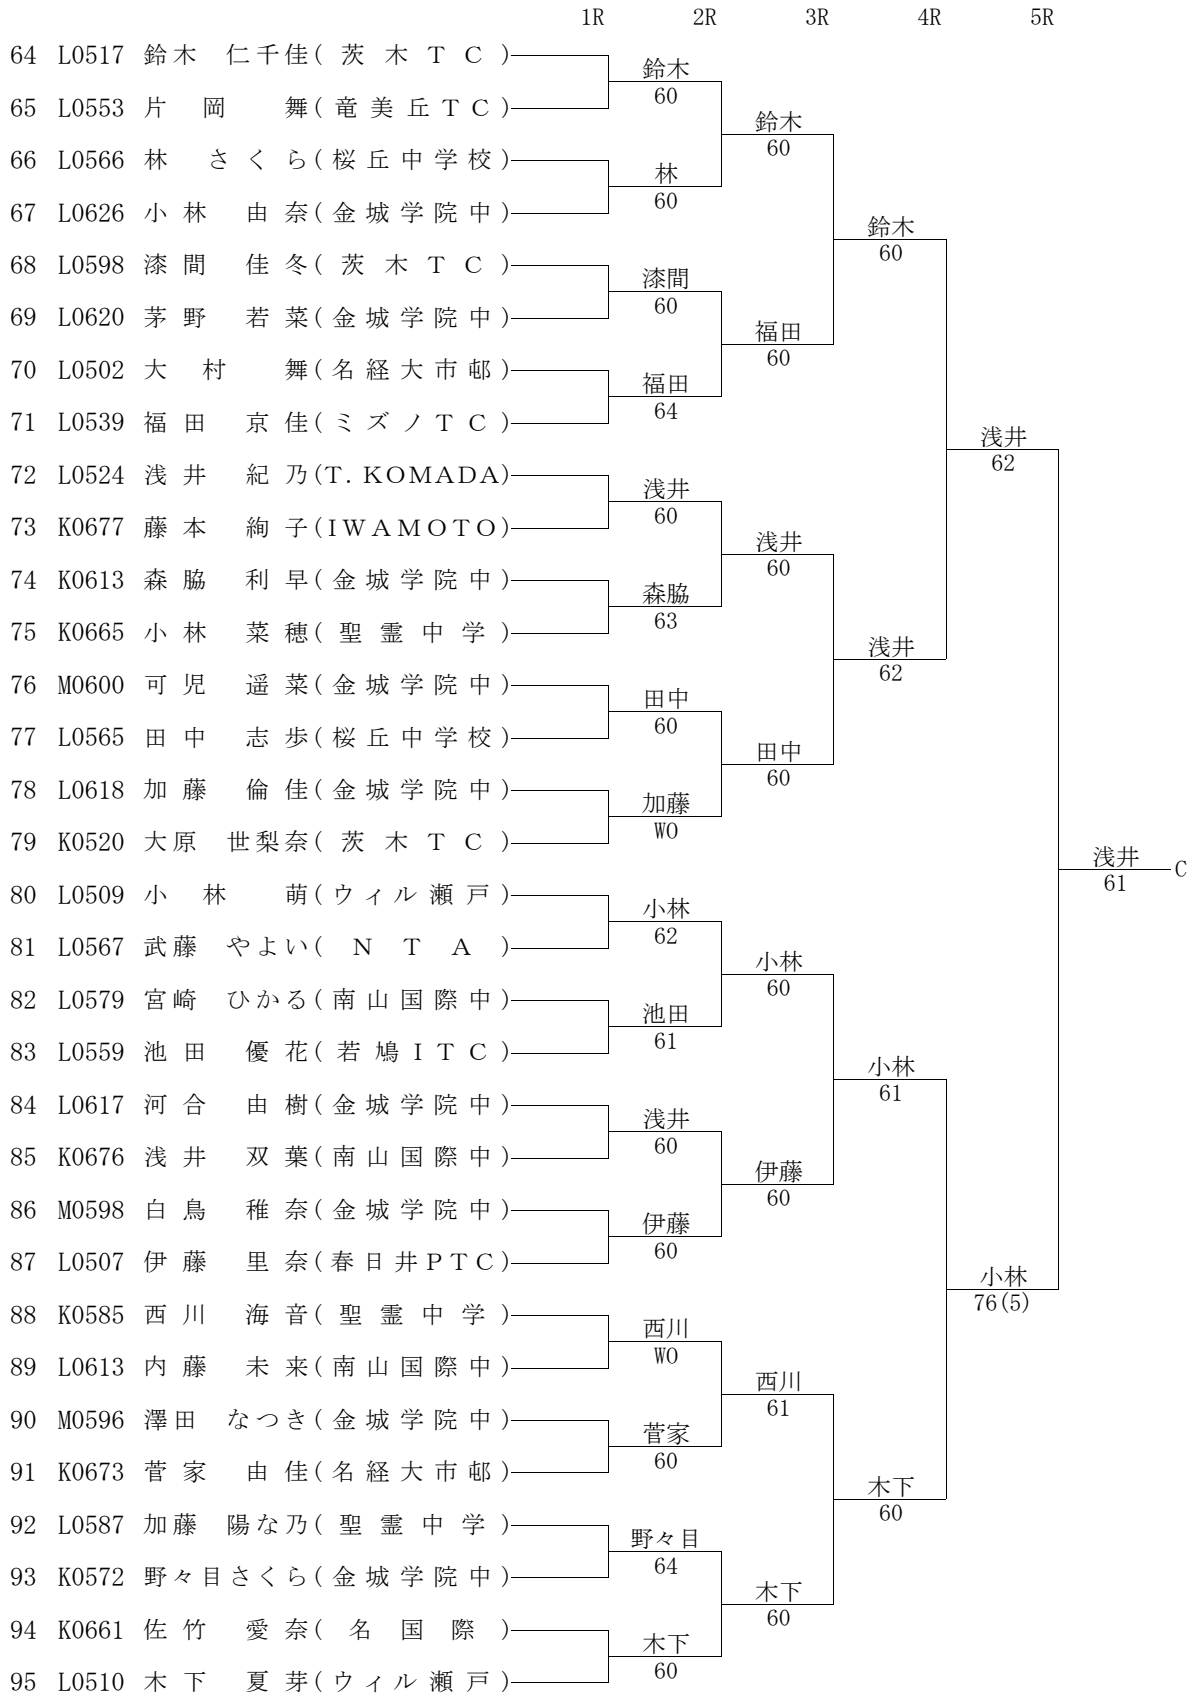 1R 2R 3R 4R 5R
64 L0517 鈴木 仁千佳(茨木TC)
鈴木
60
65 L0553 片岡 舞(竜美丘TC)
鈴木
60
66 L0566 林 さくら(桜丘中学校)
林
60
67 L0626 小林 由奈(金城学院中)
鈴木
60
68 L0598 漆間 佳冬(茨木TC)
漆間
60
69 L0620 茅野 若菜(金城学院中)
福田
60
70 L0502 大村 舞(名経大市邨)
福田
64
71 L0539 福田 京佳(ミズノTC)
浅井
62
72 L0524 浅井 紀乃(T.KOMADA)
浅井
60
73 K0677 藤本 絢子(IWAMOTO)
浅井
60
74 K0613 森脇 利早(金城学院中)
森脇
63
75 K0665 小林 菜穂(聖霊中学)
浅井
62
76 M0600 可児 遥菜(金城学院中)
田中
60
77 L0565 田中 志歩(桜丘中学校)
田中
60
78 L0618 加藤 倫佳(金城学院中)
加藤
WO
79 K0520 大原 世梨奈(茨木TC)
浅井 C
61
80 L0509 小林 萌(ウィル瀬戸)
小林
62
81 L0567 武藤 やよい(NTA)
小林
60
82 L0579 宮崎 ひかる(南山国際中)
池田
61
83 L0559 池田 優花(若鳩ITC)
小林
61
84 L0617 河合 由樹(金城学院中)
浅井
60
85 K0676 浅井 双葉(南山国際中)
伊藤
60
86 M0598 白鳥 稚奈(金城学院中)
伊藤
60
87 L0507 伊藤 里奈(春日井PTC)
小林
76(5)
88 K0585 西川 海音(聖霊中学)
西川
WO
89 L0613 内藤 未来(南山国際中)
西川
61
90 M0596 澤田 なつき(金城学院中)
菅家
60
91 K0673 菅家 由佳(名経大市邨)
木下
60
92 L0587 加藤 陽な乃(聖霊中学)
野々目
64
93 K0572 野々目さくら(金城学院中)
木下
60
94 K0661 佐竹 愛奈(名国際)
木下
60
95 L0510 木下 夏芽(ウィル瀬戸)